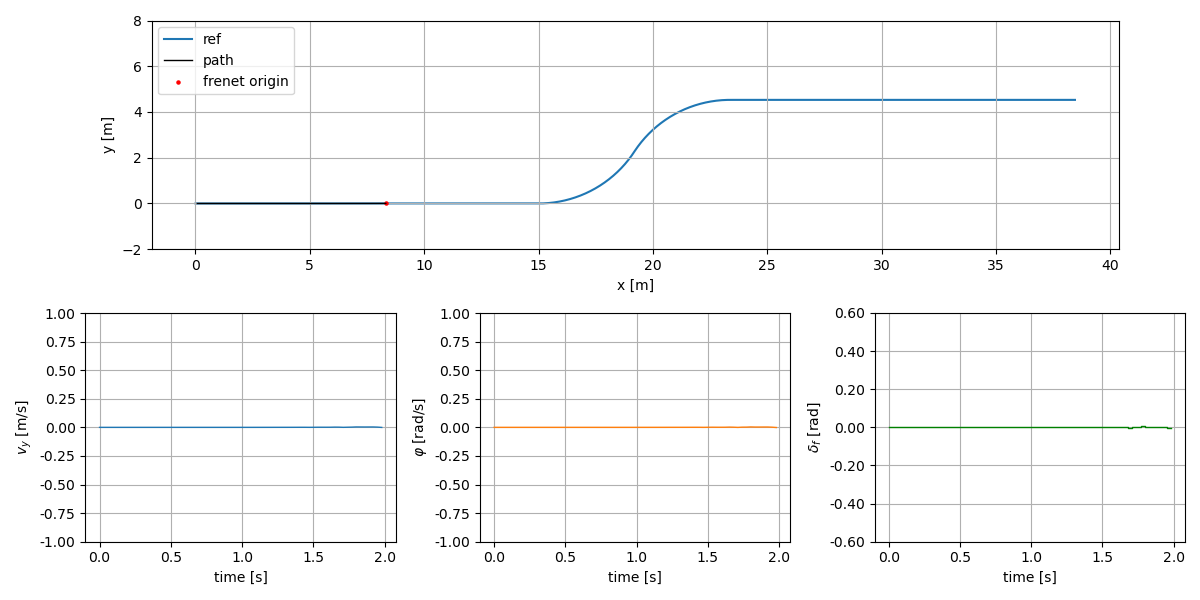 8
6
4
2
0
−2
y [m]
ref
path
frenet origin
0 5 10 15 20 25 30 35 40
x [m]
1.00
0.75
0.50
0.25
0.00
-0.25
-0.50
-0.75
-1.00
v_y [m/s]
0.0 0.5 1.0 1.5 2.0
time [s]
1.00
0.75
0.50
0.25
0.00
-0.25
-0.50
-0.75
-1.00
φ [rad/s]
0.0 0.5 1.0 1.5 2.0
time [s]
0.60
0.40
0.20
0.00
-0.20
-0.40
-0.60
δ_f [rad]
0.0 0.5 1.0 1.5 2.0
time [s]